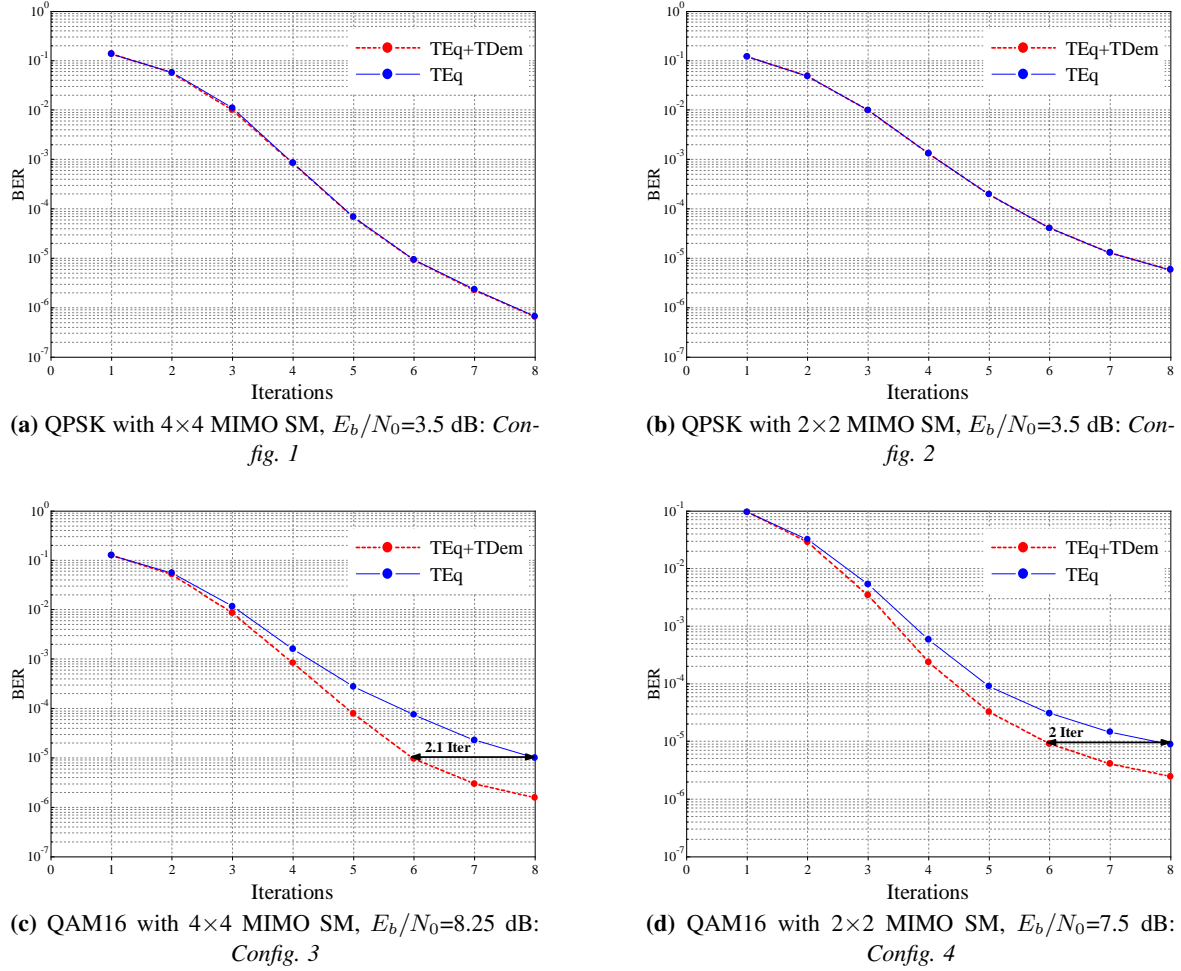 10^0
10^-1
10^-2
10^-3
10^-4
10^-5
10^-6
10^-7
BER
TEq+TDem
TEq
0 1 2 3 4 5 6 7 8
Iterations
(a) QPSK with 4×4 MIMO SM, E_b/N_0=3.5 dB: Con-
fig. 1
10^0
10^-1
10^-2
10^-3
10^-4
10^-5
10^-6
10^-7
BER
TEq+TDem
TEq
0 1 2 3 4 5 6 7 8
Iterations
(b) QPSK with 2×2 MIMO SM, E_b/N_0=3.5 dB: Con-
fig. 2
10^0
10^-1
10^-2
10^-3
10^-4
10^-5
10^-6
10^-7
BER
TEq+TDem
TEq
2.1 Iter
0 1 2 3 4 5 6 7 8
Iterations
(c) QAM16 with 4×4 MIMO SM, E_b/N_0=8.25 dB:
Config. 3
10^-1
10^-2
10^-3
10^-4
10^-5
10^-6
10^-7
BER
TEq+TDem
TEq
2 Iter
0 1 2 3 4 5 6 7 8
Iterations
(d) QAM16 with 2×2 MIMO SM, E_b/N_0=7.5 dB:
Config. 4